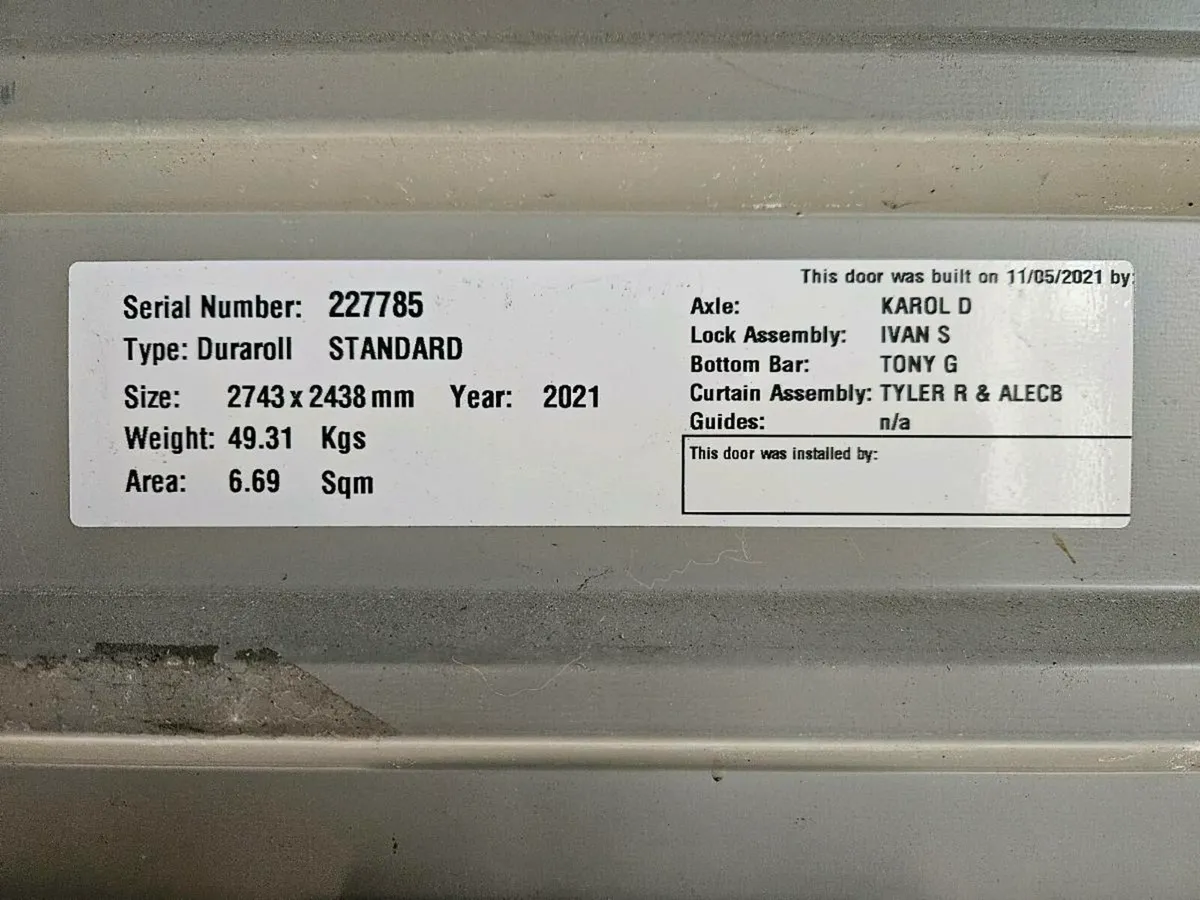 Serial Number: 227785
Type: Duraroll STANDARD
Size: 2743 x 2438 mm Year: 2021
Weight: 49.31 Kgs
Area: 6.69 Sqm
This door was built on 11/05/2021 by:
Axle: KAROL D
Lock Assembly: IVAN S
Bottom Bar: TONY G
Curtain Assembly: TYLER R & ALECB
Guides: n/a
This door was installed by: